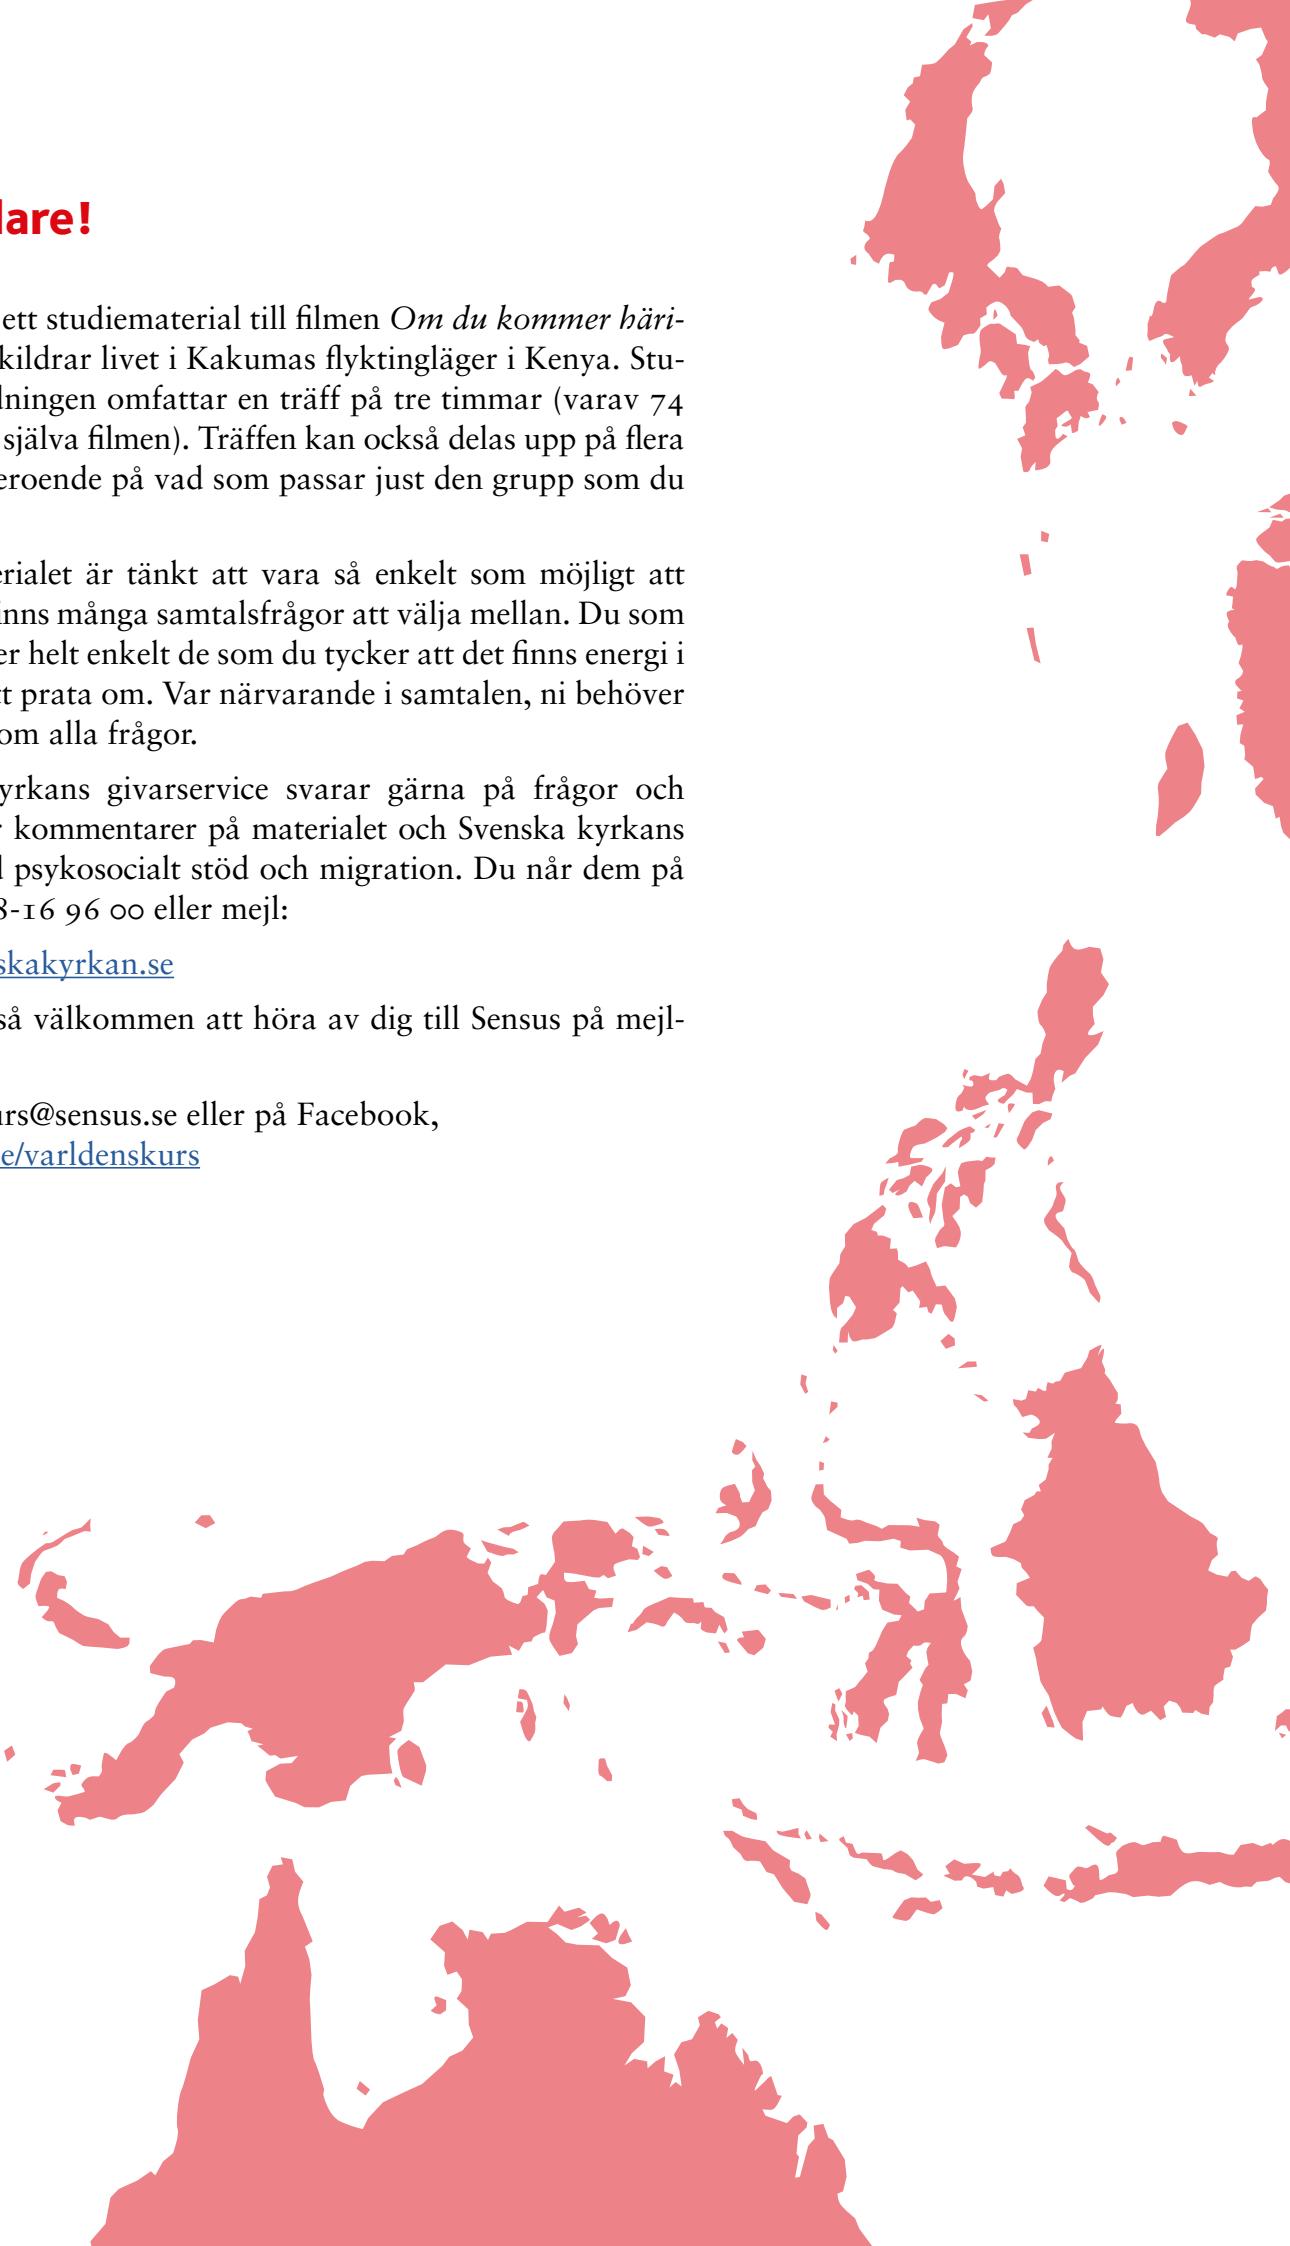 lare!
ett studiematerial till filmen Om du kommer häri-
kildrar livet i Kakumas flyktingläger i Kenya. Stu-
dningen omfattar en träff på tre timmar (varav 74
själva filmen). Träffen kan också delas upp på flera
eroende på vad som passar just den grupp som du
erialet är tänkt att vara så enkelt som möjligt att
inns många samtalsfrågor att välja mellan. Du som
er helt enkelt de som du tycker att det finns energi i
tt prata om. Var närvarande i samtalen, ni behöver
om alla frågor.
yrkans givarservice svarar gärna på frågor och
r kommentarer på materialet och Svenska kyrkans
d psykosocialt stöd och migration. Du når dem på
8-16 96 00 eller mejl:
skakyrkan.se
så välkommen att höra av dig till Sensus på mejl-
urs@sensus.se eller på Facebook,
e/varldenskurs